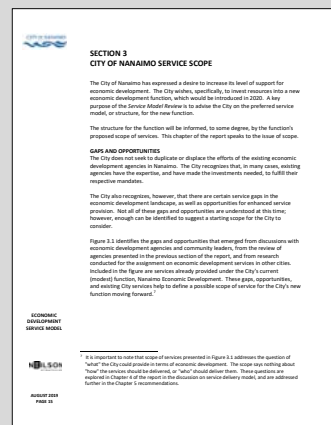 CITY OF NANAIMO
SECTION 3
CITY OF NANAIMO SERVICE SCOPE
The City of Nanaimo has expressed a desire to increase its level of support for
economic development. The City wishes, specifically, to invest resources into a new
economic development function, which would be introduced in 2020. A key
purpose of the Service Model Review is to advise the City on the preferred service
model, or structure, for the new function.
The structure for the function will be informed, to some degree, by the function's
proposed scope of services. This chapter of the report speaks to the issue of scope.
GAPS AND OPPORTUNITIES
The City does not seek to duplicate or displace the efforts of the existing economic
development agencies in Nanaimo. The City recognizes that, in many cases, existing
agencies have the expertise, and have made the investments needed, to fulfill their
respective mandates.
The City also recognizes, however, that there are certain service gaps in the
economic development landscape, as well as opportunities for enhanced service
provision. Not all of these gaps and opportunities are understood at this time;
however, enough can be identified to suggest a starting scope for the City to
consider.
Figure 3.1 identifies the gaps and opportunities that emerged from discussions with
economic development agencies and community leaders, from the review of
agencies presented in the previous section of the report, and from research
conducted for the assignment on economic development services in other cities.
Included in the figure are services already provided under the City's current
(modest) function, Nanaimo Economic Development. These gaps, opportunities,
and existing City services help to define a possible scope of service for the City's new
function moving forward.¹
ECONOMIC
DEVELOPMENT
SERVICE MODEL
¹ It is important to note that scope of services presented in Figure 3.1 addresses the question of
"what" the City could provide in terms of economic development. The scope says nothing about
"how" the services should be delivered, or "who" should deliver them. These questions are
explored in Chapter 4 of the report in the discussion on service delivery model, and are addressed
further in the Chapter 5 recommendations.
NEILSON
AUGUST 2019
PAGE 15